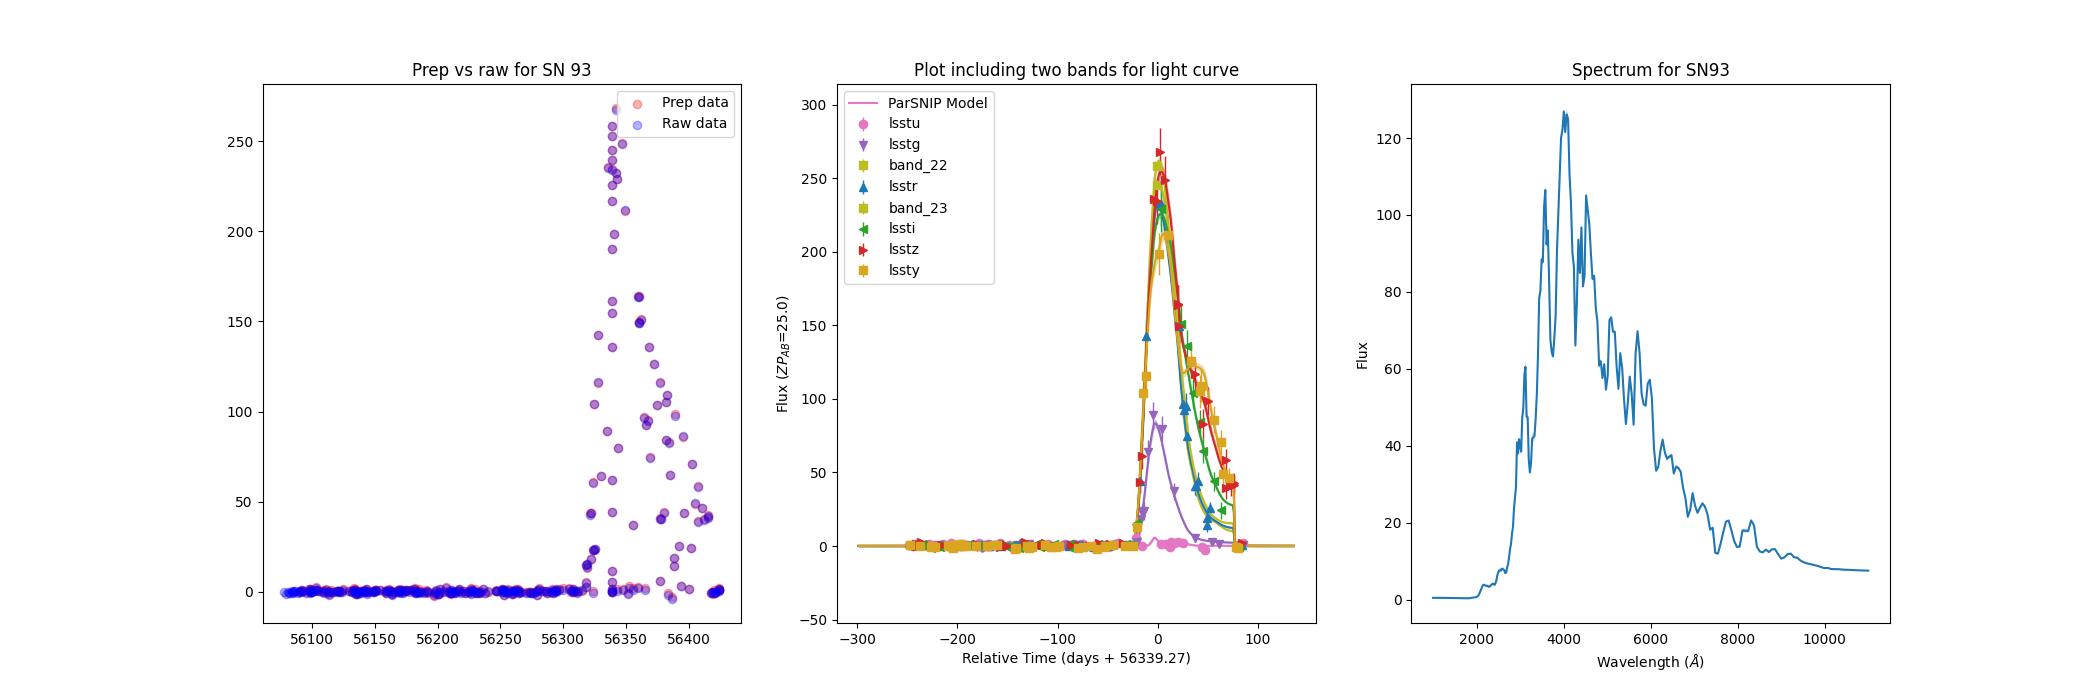 Prep vs raw for SN 93
Prep data
Raw data
250
200
150
100
50
0
56100
56150
56200
56250
56300
56350
56400
Plot including two bands for light curve
ParSNIP Model
lsstu
lsstg
band_22
lsstr
band_23
lssti
lsstz
lssty
Flux (ZP_AB=25.0)
300
250
200
150
100
50
0
−50
−300
−200
−100
0
100
Relative Time (days + 56339.27)
Spectrum for SN93
Flux
120
100
80
60
40
20
0
2000
4000
6000
8000
10000
Wavelength (Å)